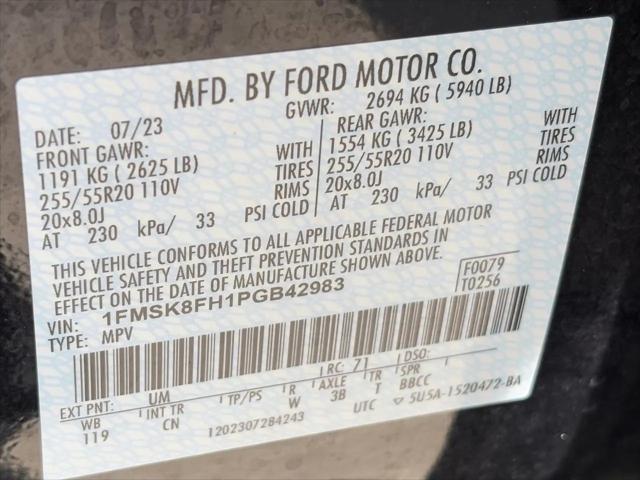 MFD. BY FORD MOTOR CO.
DATE: 07/23 GVWR: 2694 KG ( 5940 LB)
FRONT GAWR: REAR GAWR:
1191 KG ( 2625 LB) WITH 1554 KG ( 3425 LB) WITH
255/55R20 110V TIRES 255/55R20 110V TIRES
20x8.0J RIMS 20x8.0J RIMS
AT 230 kPa/ 33 PSI COLD AT 230 kPa/ 33 PSI COLD
THIS VEHICLE CONFORMS TO ALL APPLICABLE FEDERAL MOTOR
VEHICLE SAFETY AND THEFT PREVENTION STANDARDS IN
EFFECT ON THE DATE OF MANUFACTURE SHOWN ABOVE.
VIN: 1FMSK8FH1PGB42983 F0079
TYPE: MPV T0256
EXT PNT: UM RC: 71 DSO:
WB INT TR TP/PS R AXLE TR SPR
119 CN W 3B T BBCC
1202307284243 UTC ▽ 5U5A-1520472-BA